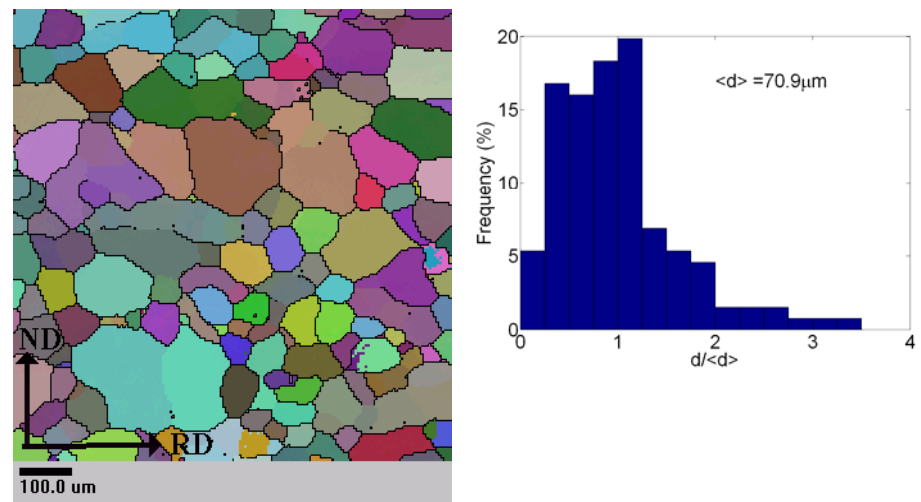 ND
RD
100.0 um
<d> =70.9μm
Frequency (%)
20
15
10
5
0
0 1 2 3 4
d/<d>